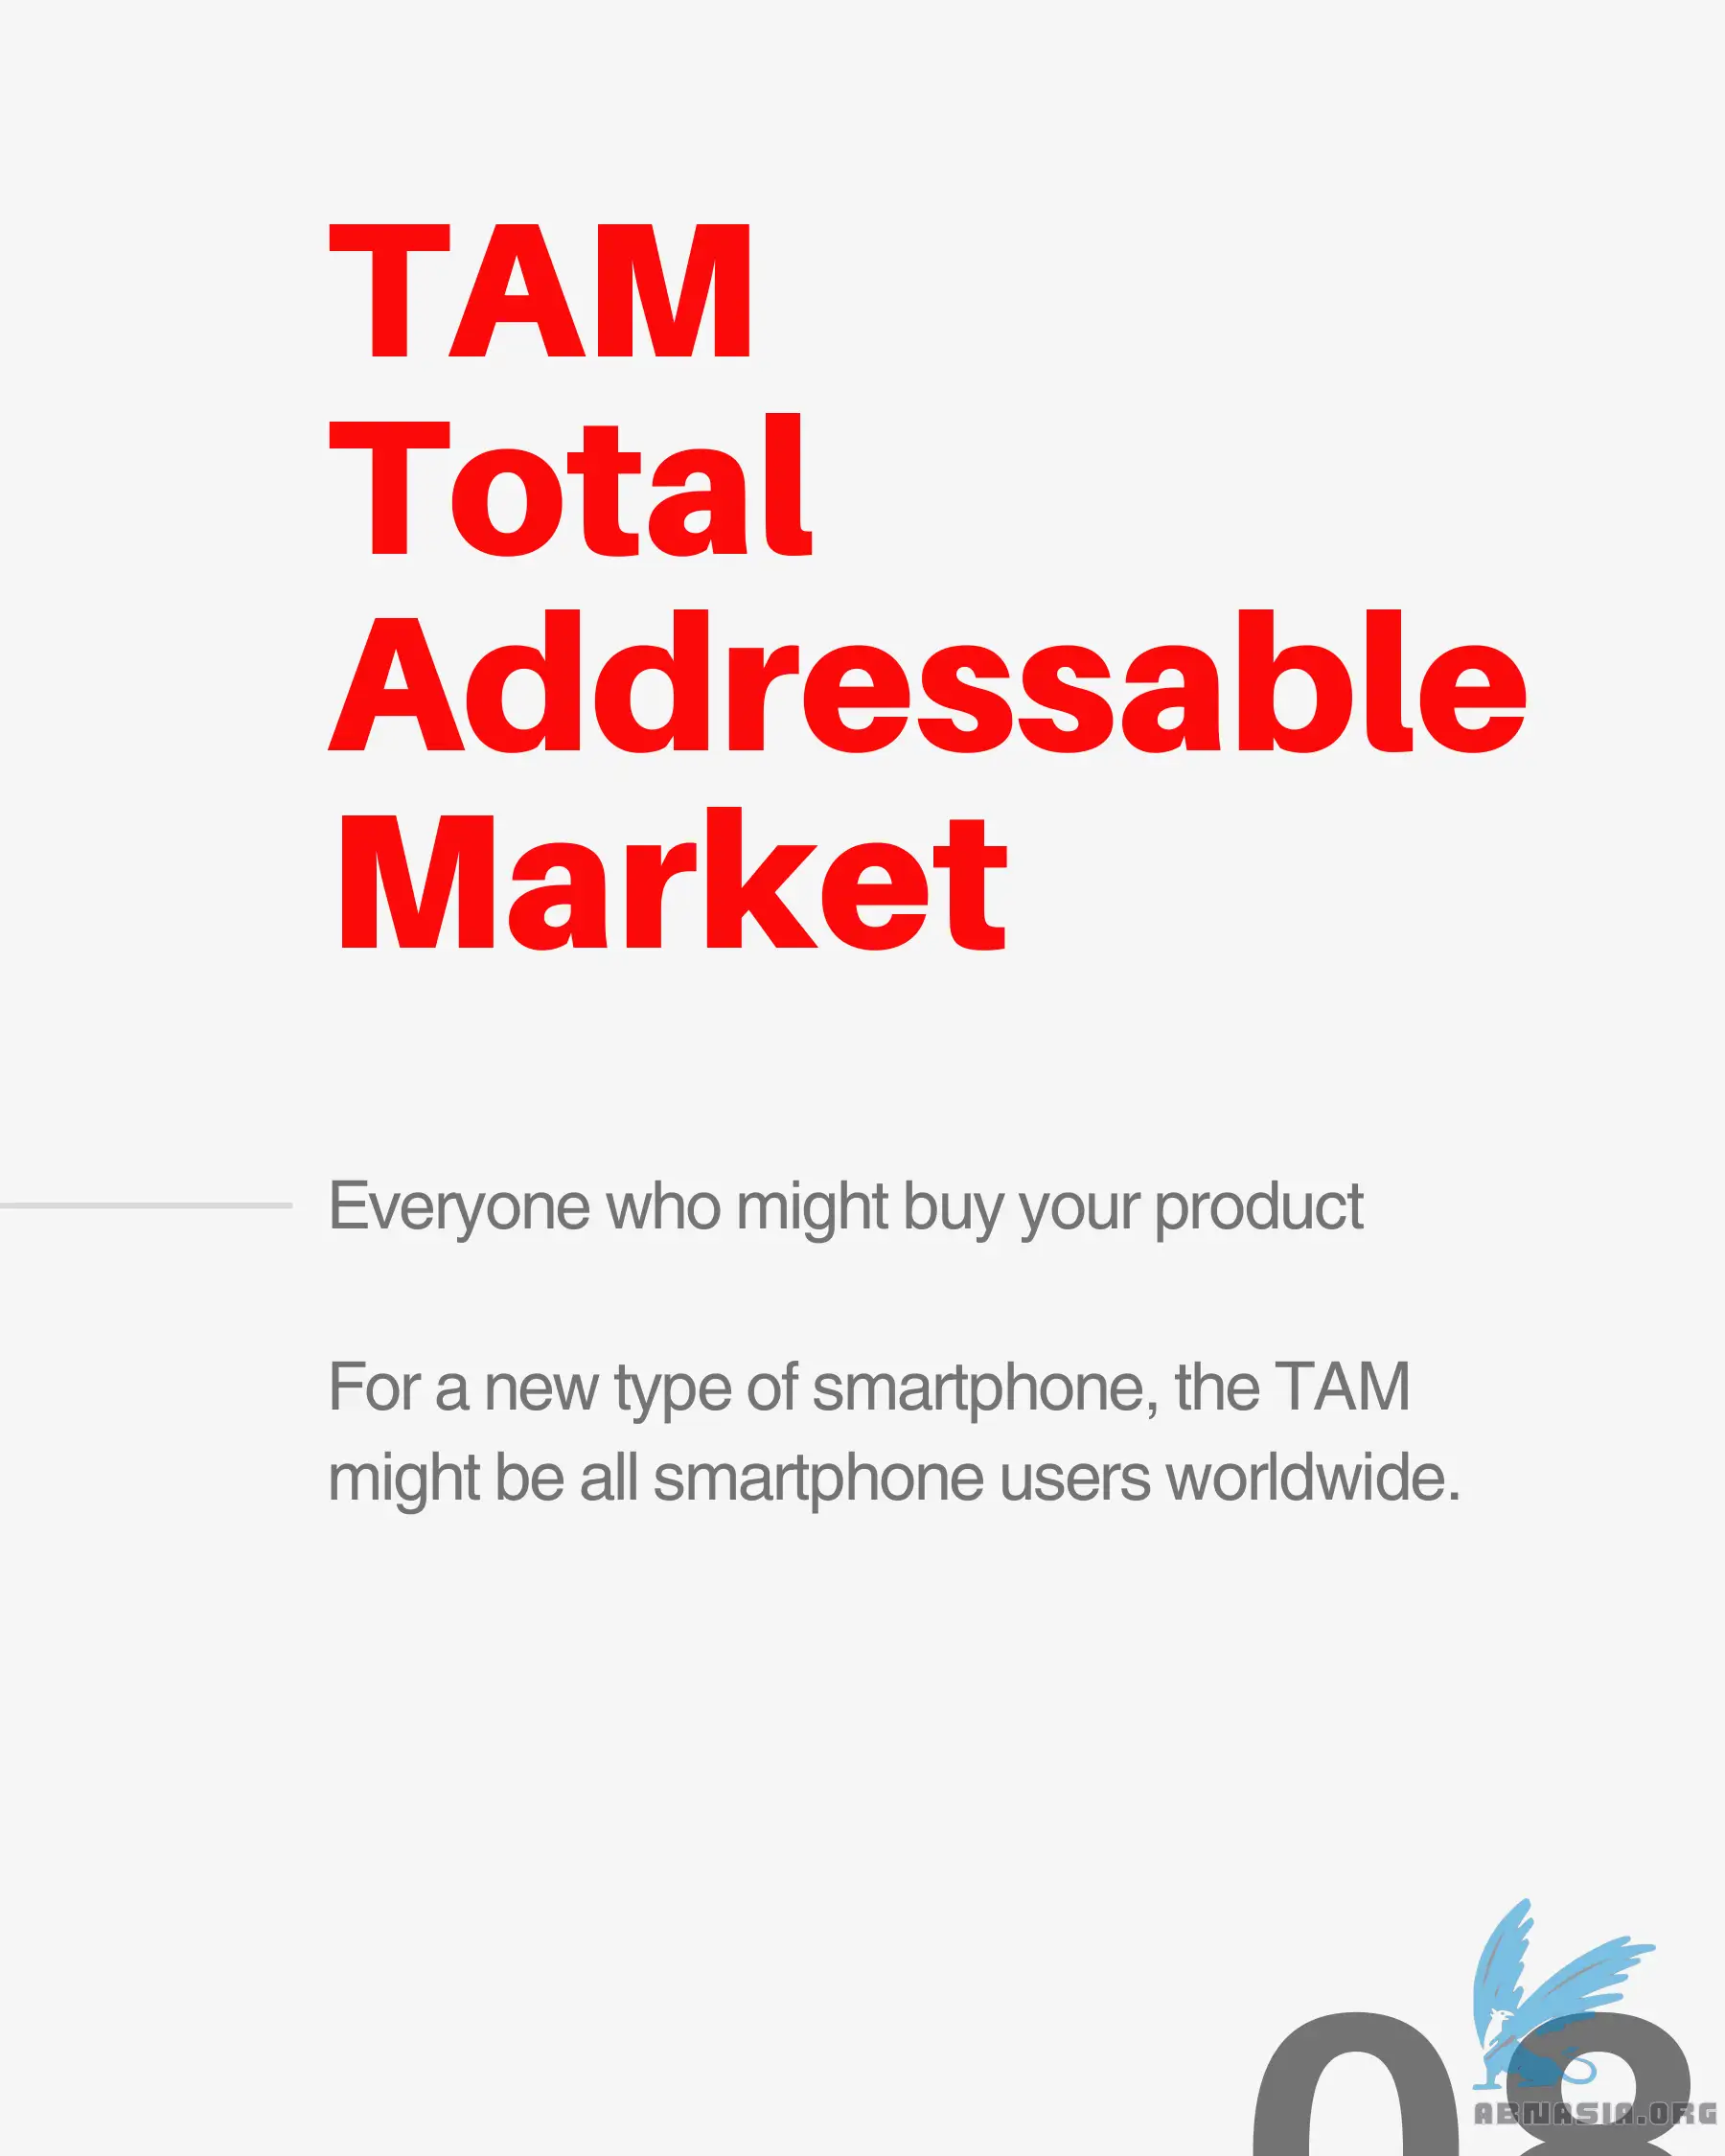 TAM
Total
Addressable
Market
Everyone who might buy your product
For a new type of smartphone, the TAM
might be all smartphone users worldwide.
08
ABNASIA.ORG